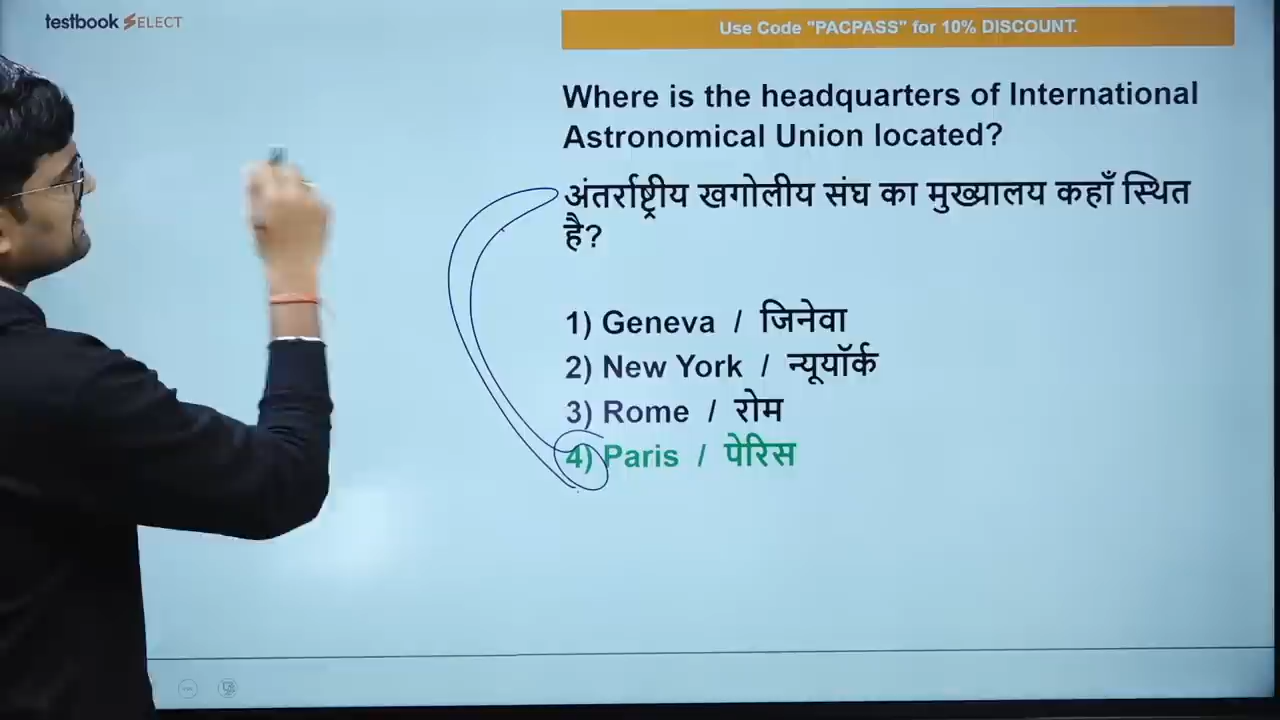 testbook SELECT
Use Code "PACPASS" for 10% DISCOUNT.
Where is the headquarters of International
Astronomical Union located?
अंतर्राष्ट्रीय खगोलीय संघ का मुख्यालय कहाँ स्थित
है?
1) Geneva / जिनेवा
2) New York / न्यूयॉर्क
3) Rome / रोम
4) Paris / पेरिस